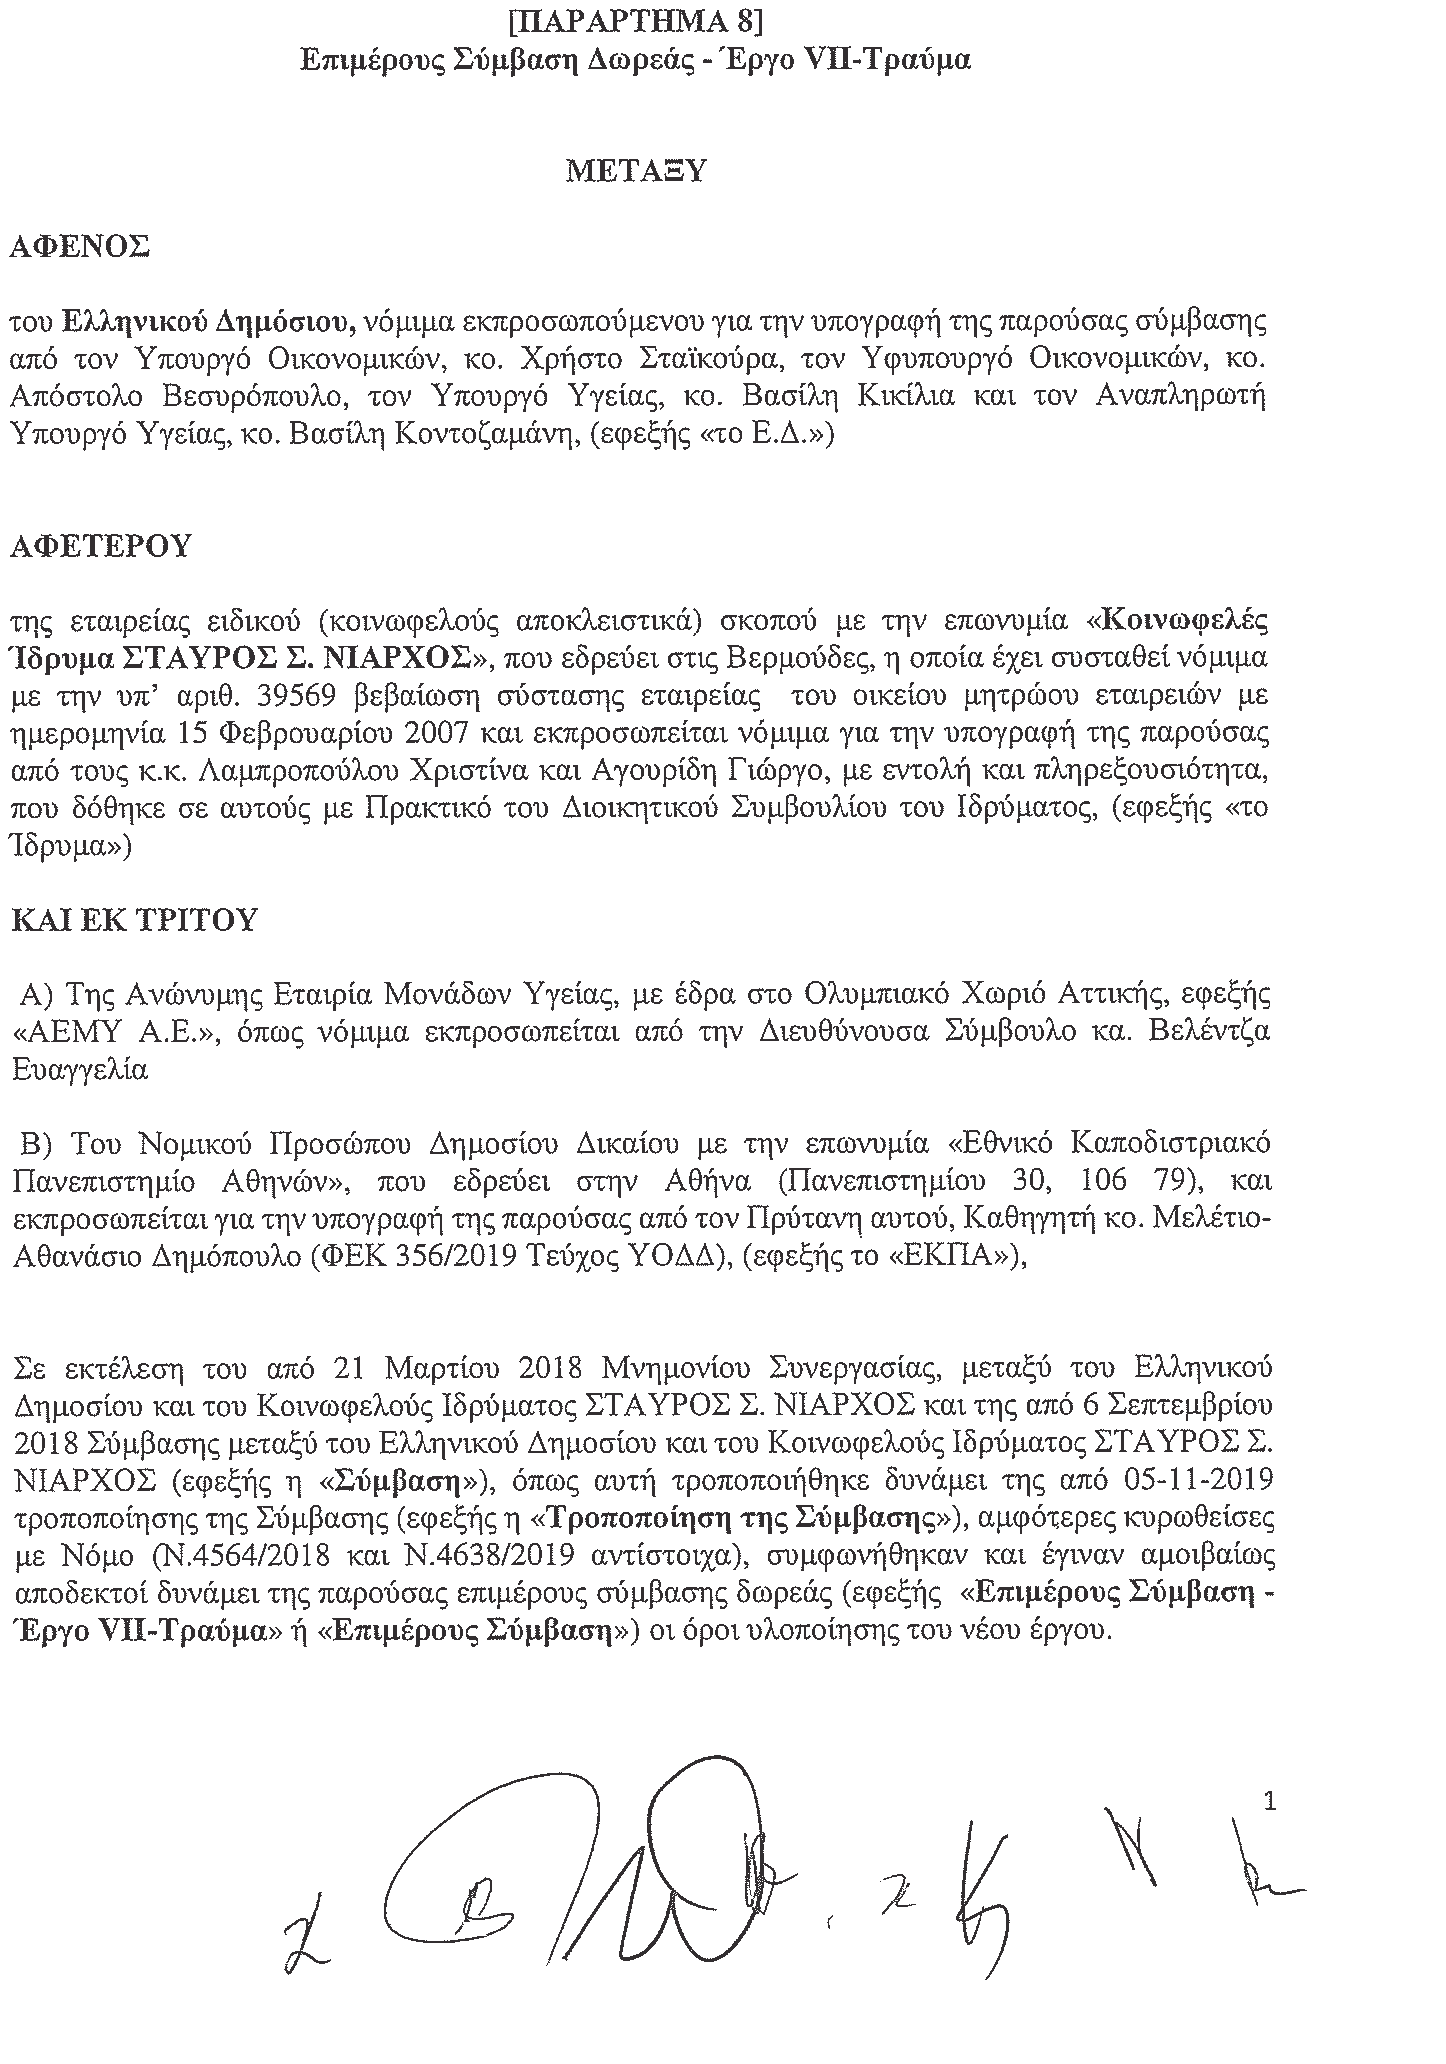 [ΠΑΡΑΡΤΗΜΑ 8]
Επιμέρους Σύμβαση Δωρεάς - Έργο VII-Τραύμα
ΜΕΤΑΞΥ
ΑΦΕΝΟΣ
του Ελληνικού Δημόσιου, νόμιμα εκπροσωπούμενου για την υπογραφή της παρούσας σύμβασης
από τον Υπουργό Οικονομικών, κο. Χρήστο Σταϊκούρα, τον Υφυπουργό Οικονομικών, κο.
Απόστολο Βεσυρόπουλο, τον Υπουργό Υγείας, κο. Βασίλη Κικίλια και τον Αναπληρωτή
Υπουργό Υγείας, κο. Βασίλη Κοντοζαμάνη, (εφεξής «το Ε.Δ.»)
ΑΦΕΤΕΡΟΥ
της εταιρείας ειδικού (κοινωφελούς αποκλειστικά) σκοπού με την επωνυμία «Κοινωφελές
Ίδρυμα ΣΤΑΥΡΟΣ Σ. ΝΙΑΡΧΟΣ», που εδρεύει στις Βερμούδες, η οποία έχει συσταθεί νόμιμα
με την υπ’ αριθ. 39569 βεβαίωση σύστασης εταιρείας του οικείου μητρώου εταιρειών με
ημερομηνία 15 Φεβρουαρίου 2007 και εκπροσωπείται νόμιμα για την υπογραφή της παρούσας
από τους κ.κ. Λαμπροπούλου Χριστίνα και Αγουρίδη Γιώργο, με εντολή και πληρεξουσιότητα,
που δόθηκε σε αυτούς με Πρακτικό του Διοικητικού Συμβουλίου του Ιδρύματος, (εφεξής «το
Ίδρυμα»)
ΚΑΙ ΕΚ ΤΡΙΤΟΥ
Α) Της Ανώνυμης Εταιρία Μονάδων Υγείας, με έδρα στο Ολυμπιακό Χωριό Αττικής, εφεξής
«ΑΕΜΥ Α.Ε.», όπως νόμιμα εκπροσωπείται από την Διευθύνουσα Σύμβουλο κα. Βελέντζα
Ευαγγελία
Β) Του Νομικού Προσώπου Δημοσίου Δικαίου με την επωνυμία «Εθνικό Καποδιστριακό
Πανεπιστημίο Αθηνών», που εδρεύει στην Αθήνα (Πανεπιστημίου 30, 106 79), και
εκπροσωπείται για την υπογραφή της παρούσας από τον Πρύτανη αυτού, Καθηγητή κο. Μελέτιο-
Αθανάσιο Δημόπουλο (ΦΕΚ 356/2019 Τεύχος ΥΟΔΔ), (εφεξής το «ΕΚΠΑ»),
Σε εκτέλεση του από 21 Μαρτίου 2018 Μνημονίου Συνεργασίας, μεταξύ του Ελληνικού
Δημοσίου και του Κοινωφελούς Ιδρύματος ΣΤΑΥΡΟΣ Σ. ΝΙΑΡΧΟΣ και της από 6 Σεπτεμβρίου
2018 Σύμβασης μεταξύ του Ελληνικού Δημοσίου και του Κοινωφελούς Ιδρύματος ΣΤΑΥΡΟΣ Σ.
ΝΙΑΡΧΟΣ (εφεξής η «Σύμβαση»), όπως αυτή τροποποιήθηκε δυνάμει της από 05-11-2019
τροποποίησης της Σύμβασης (εφεξής η «Τροποποίηση της Σύμβασης»), αμφότερες κυρωθείσες
με Νόμο (Ν.4564/2018 και Ν.4638/2019 αντίστοιχα), συμφωνήθηκαν και έγιναν αμοιβαίως
αποδεκτοί δυνάμει της παρούσας επιμέρους σύμβασης δωρεάς (εφεξής «Επιμέρους Σύμβαση -
Έργο VII-Τραύμα» ή «Επιμέρους Σύμβαση») οι όροι υλοποίησης του νέου έργου.
1